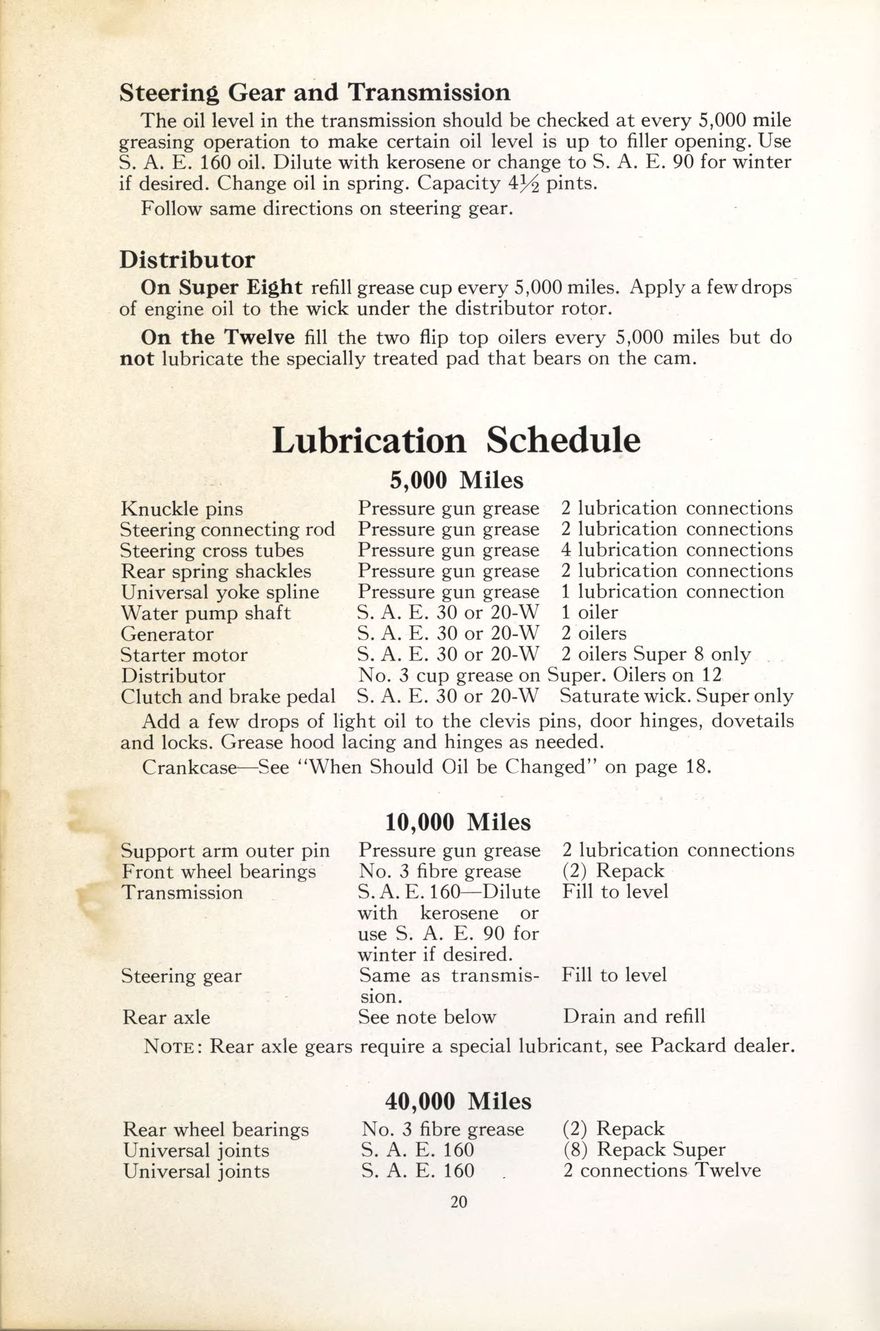 Steering Gear and Transmission
The oil level in the transmission should be checked at every 5,000 mile
greasing operation to make certain oil level is up to filler opening. Use
S. A. E. 160 oil. Dilute with kerosene or change to S. A. E. 90 for winter
if desired. Change oil in spring. Capacity 4½ pints.
Follow same directions on steering gear.
Distributor
On Super Eight refill grease cup every 5,000 miles. Apply a few drops
of engine oil to the wick under the distributor rotor.
On the Twelve fill the two flip top oilers every 5,000 miles but do
not lubricate the specially treated pad that bears on the cam.
Lubrication Schedule
5,000 Miles
Knuckle pins Pressure gun grease 2 lubrication connections
Steering connecting rod Pressure gun grease 2 lubrication connections
Steering cross tubes Pressure gun grease 4 lubrication connections
Rear spring shackles Pressure gun grease 2 lubrication connections
Universal yoke spline Pressure gun grease 1 lubrication connection
Water pump shaft S. A. E. 30 or 20-W 1 oiler
Generator S. A. E. 30 or 20-W 2 oilers
Starter motor S. A. E. 30 or 20-W 2 oilers Super 8 only
Distributor No. 3 cup grease on Super. Oilers on 12
Clutch and brake pedal S. A. E. 30 or 20-W Saturate wick. Super only
Add a few drops of light oil to the clevis pins, door hinges, dovetails
and locks. Grease hood lacing and hinges as needed.
Crankcase—See “When Should Oil be Changed” on page 18.
10,000 Miles
Support arm outer pin Pressure gun grease 2 lubrication connections
Front wheel bearings No. 3 fibre grease (2) Repack
Transmission S. A. E. 160—Dilute Fill to level
with kerosene or
use S. A. E. 90 for
winter if desired.
Steering gear Same as transmis- Fill to level
sion.
Rear axle See note below Drain and refill
NOTE: Rear axle gears require a special lubricant, see Packard dealer.
40,000 Miles
Rear wheel bearings No. 3 fibre grease (2) Repack
Universal joints S. A. E. 160 (8) Repack Super
Universal joints S. A. E. 160 2 connections Twelve
20